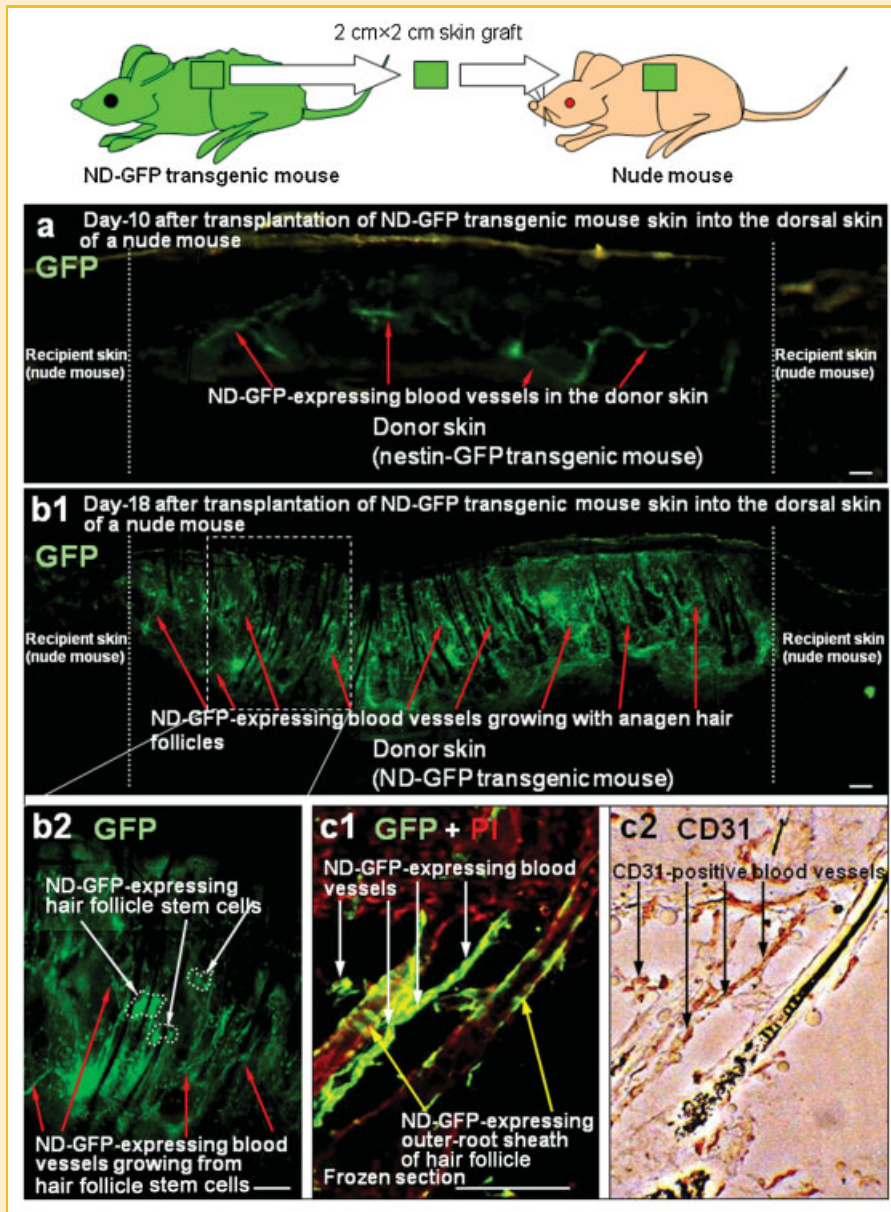 2 cm×2 cm skin graft
ND-GFP transgenic mouse
Nude mouse
a Day-10 after transplantation of ND-GFP transgenic mouse skin into the dorsal skin
of a nude mouse
GFP
Recipient skin
(nude mouse)
Recipient skin
(nude mouse)
ND-GFP-expressing blood vessels in the donor skin
Donor skin
(nestin-GFP transgenic mouse)
b1 Day-18 after transplantation of ND-GFP transgenic mouse skin into the dorsal skin
of a nude mouse
GFP
Recipient skin
(nude mouse)
Recipient skin
(nude mouse)
ND-GFP-expressing blood vessels growing with anagen hair
follicles
Donor skin
(ND-GFP transgenic mouse)
b2 GFP
ND-GFP-expressing
hair follicle stem cells
ND-GFP-expressing blood
vessels growing from
hair follicle stem cells
c1 GFP + PI
ND-GFP-expressing blood
vessels
ND-GFP-expressing
outer-root sheath
of hair follicle
Frozen section
c2 CD31
CD31-positive blood vessels